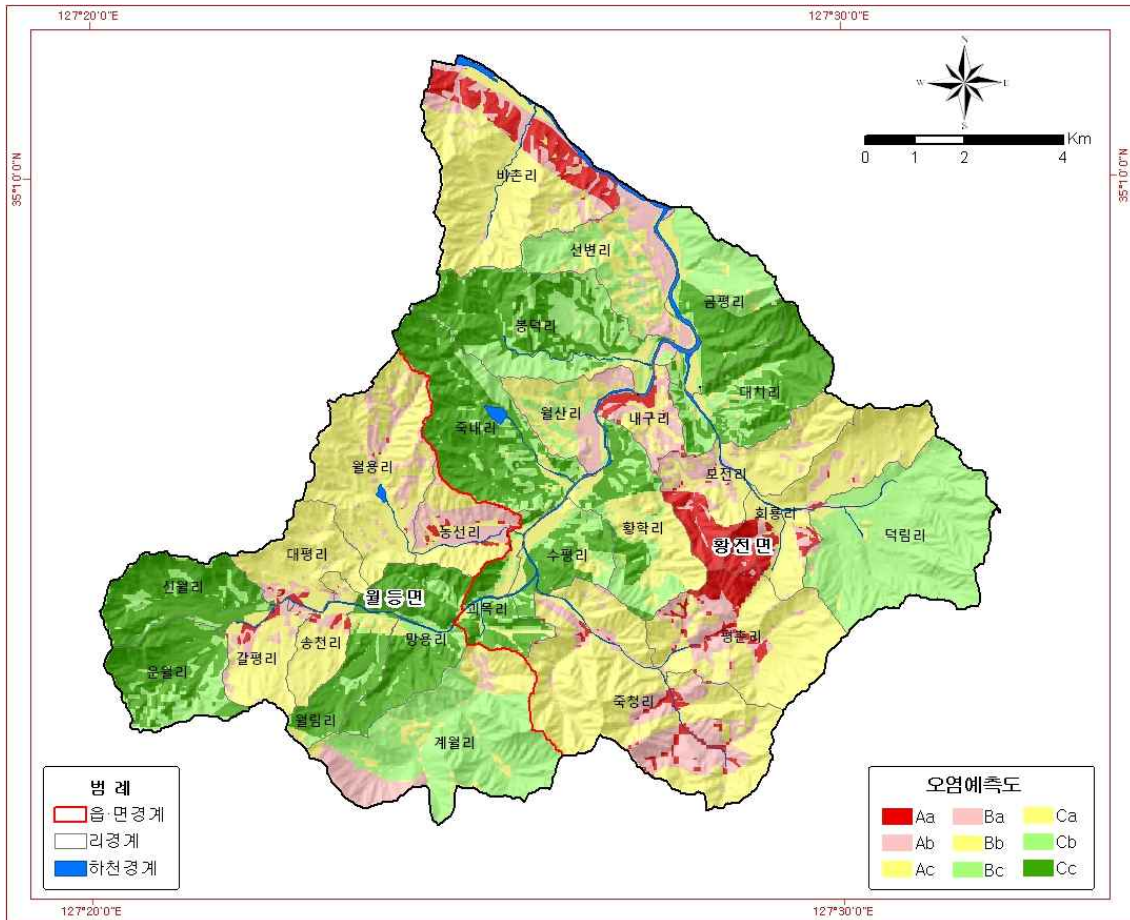 127°20'0"E
127°30'0"E
N
W
E
S
Km
0 1 2 4
35°10'0"N
35°10'0"N
비촌리
선변리
금평리
봉덕리
대치리
월산리
내구리
죽내리
월용리
모전리
회룡리
농선리
황학리
덕림리
황전면
수평리
대평리
선월리
월등면
괴목리
망용리
송천리
평촌리
갈평리
운월리
죽청리
월림리
계월리
범 례
읍·면경계
리경계
하천경계
오염예측도
Aa Ba Ca
Ab Bb Cb
Ac Bc Cc
127°20'0"E
127°30'0"E